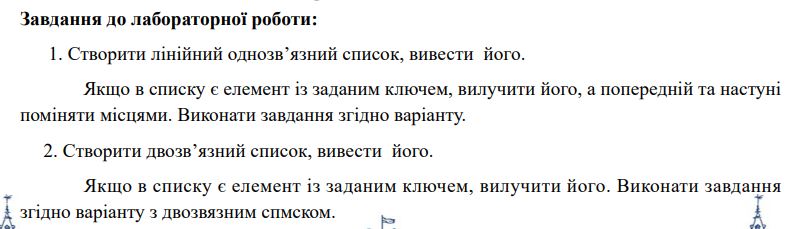 Завдання до лабораторної роботи:
1. Створити лінійний однозв’язний список, вивести його.
Якщо в списку є елемент із заданим ключем, вилучити його, а попередній та наступні
поміняти місцями. Виконати завдання згідно варіанту.
2. Створити двозв’язний список, вивести його.
Якщо в списку є елемент із заданим ключем, вилучити його. Виконати завдання
згідно варіанту з двозвязним спмском.